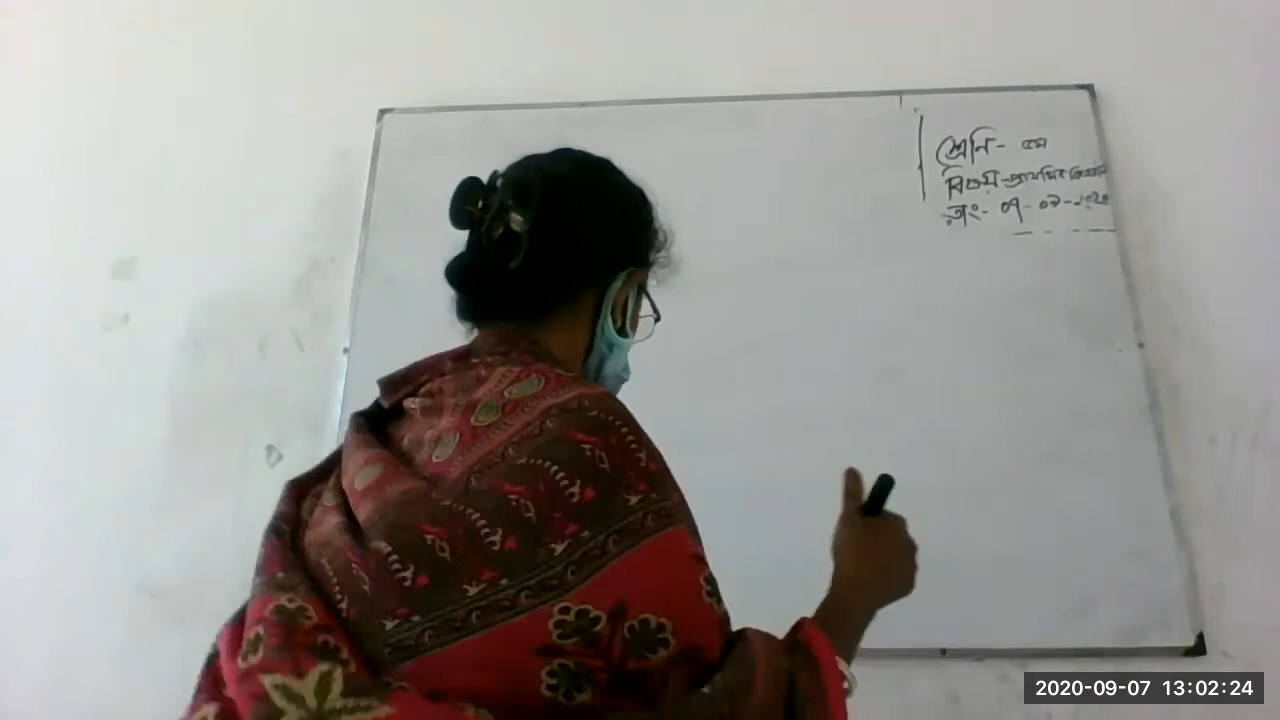 শ্রেনি- ৫ম
বিষয়-প্রাথমিক বিজ্ঞান
তাং- ০৭-০৯-২০২০
2020-09-07 13:02:24